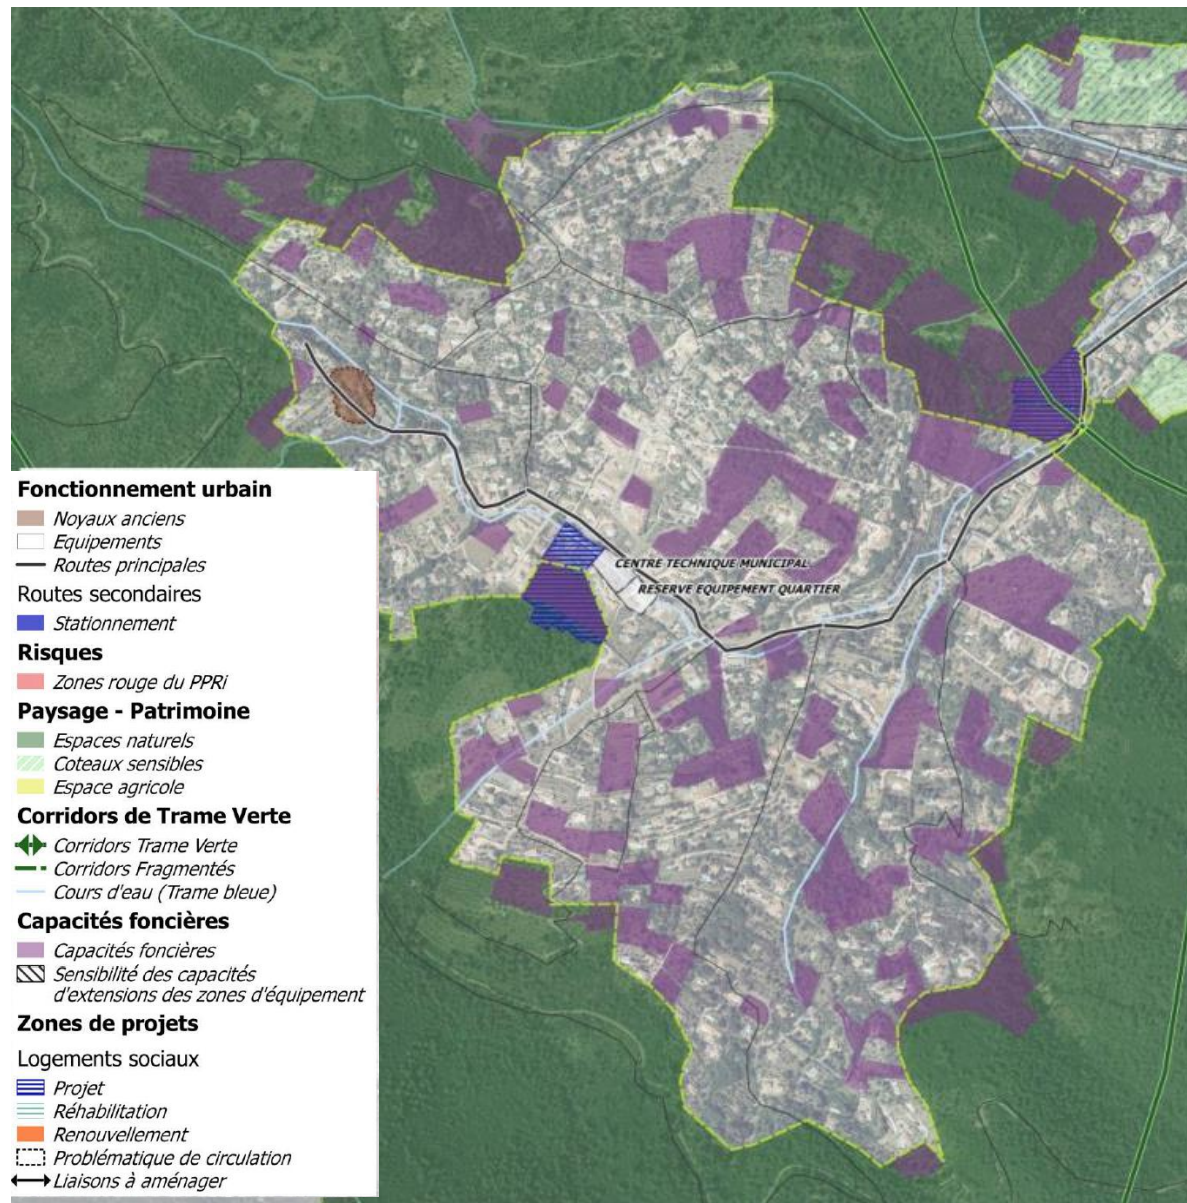 CENTRE TECHNIQUE MUNICIPAL
RESERVE EQUIPEMENT QUARTIER
Fonctionnement urbain
Noyaux anciens
Equipements
Routes principales
Routes secondaires
Stationnement
Risques
Zones rouge du PPRi
Paysage - Patrimoine
Espaces naturels
Coteaux sensibles
Espace agricole
Corridors de Trame Verte
Corridors Trame Verte
Corridors Fragmentés
Cours d'eau (Trame bleue)
Capacités foncières
Capacités foncières
Sensibilité des capacités
d'extensions des zones d'équipement
Zones de projets
Logements sociaux
Projet
Réhabilitation
Renouvellement
Problématique de circulation
Liaisons à aménager